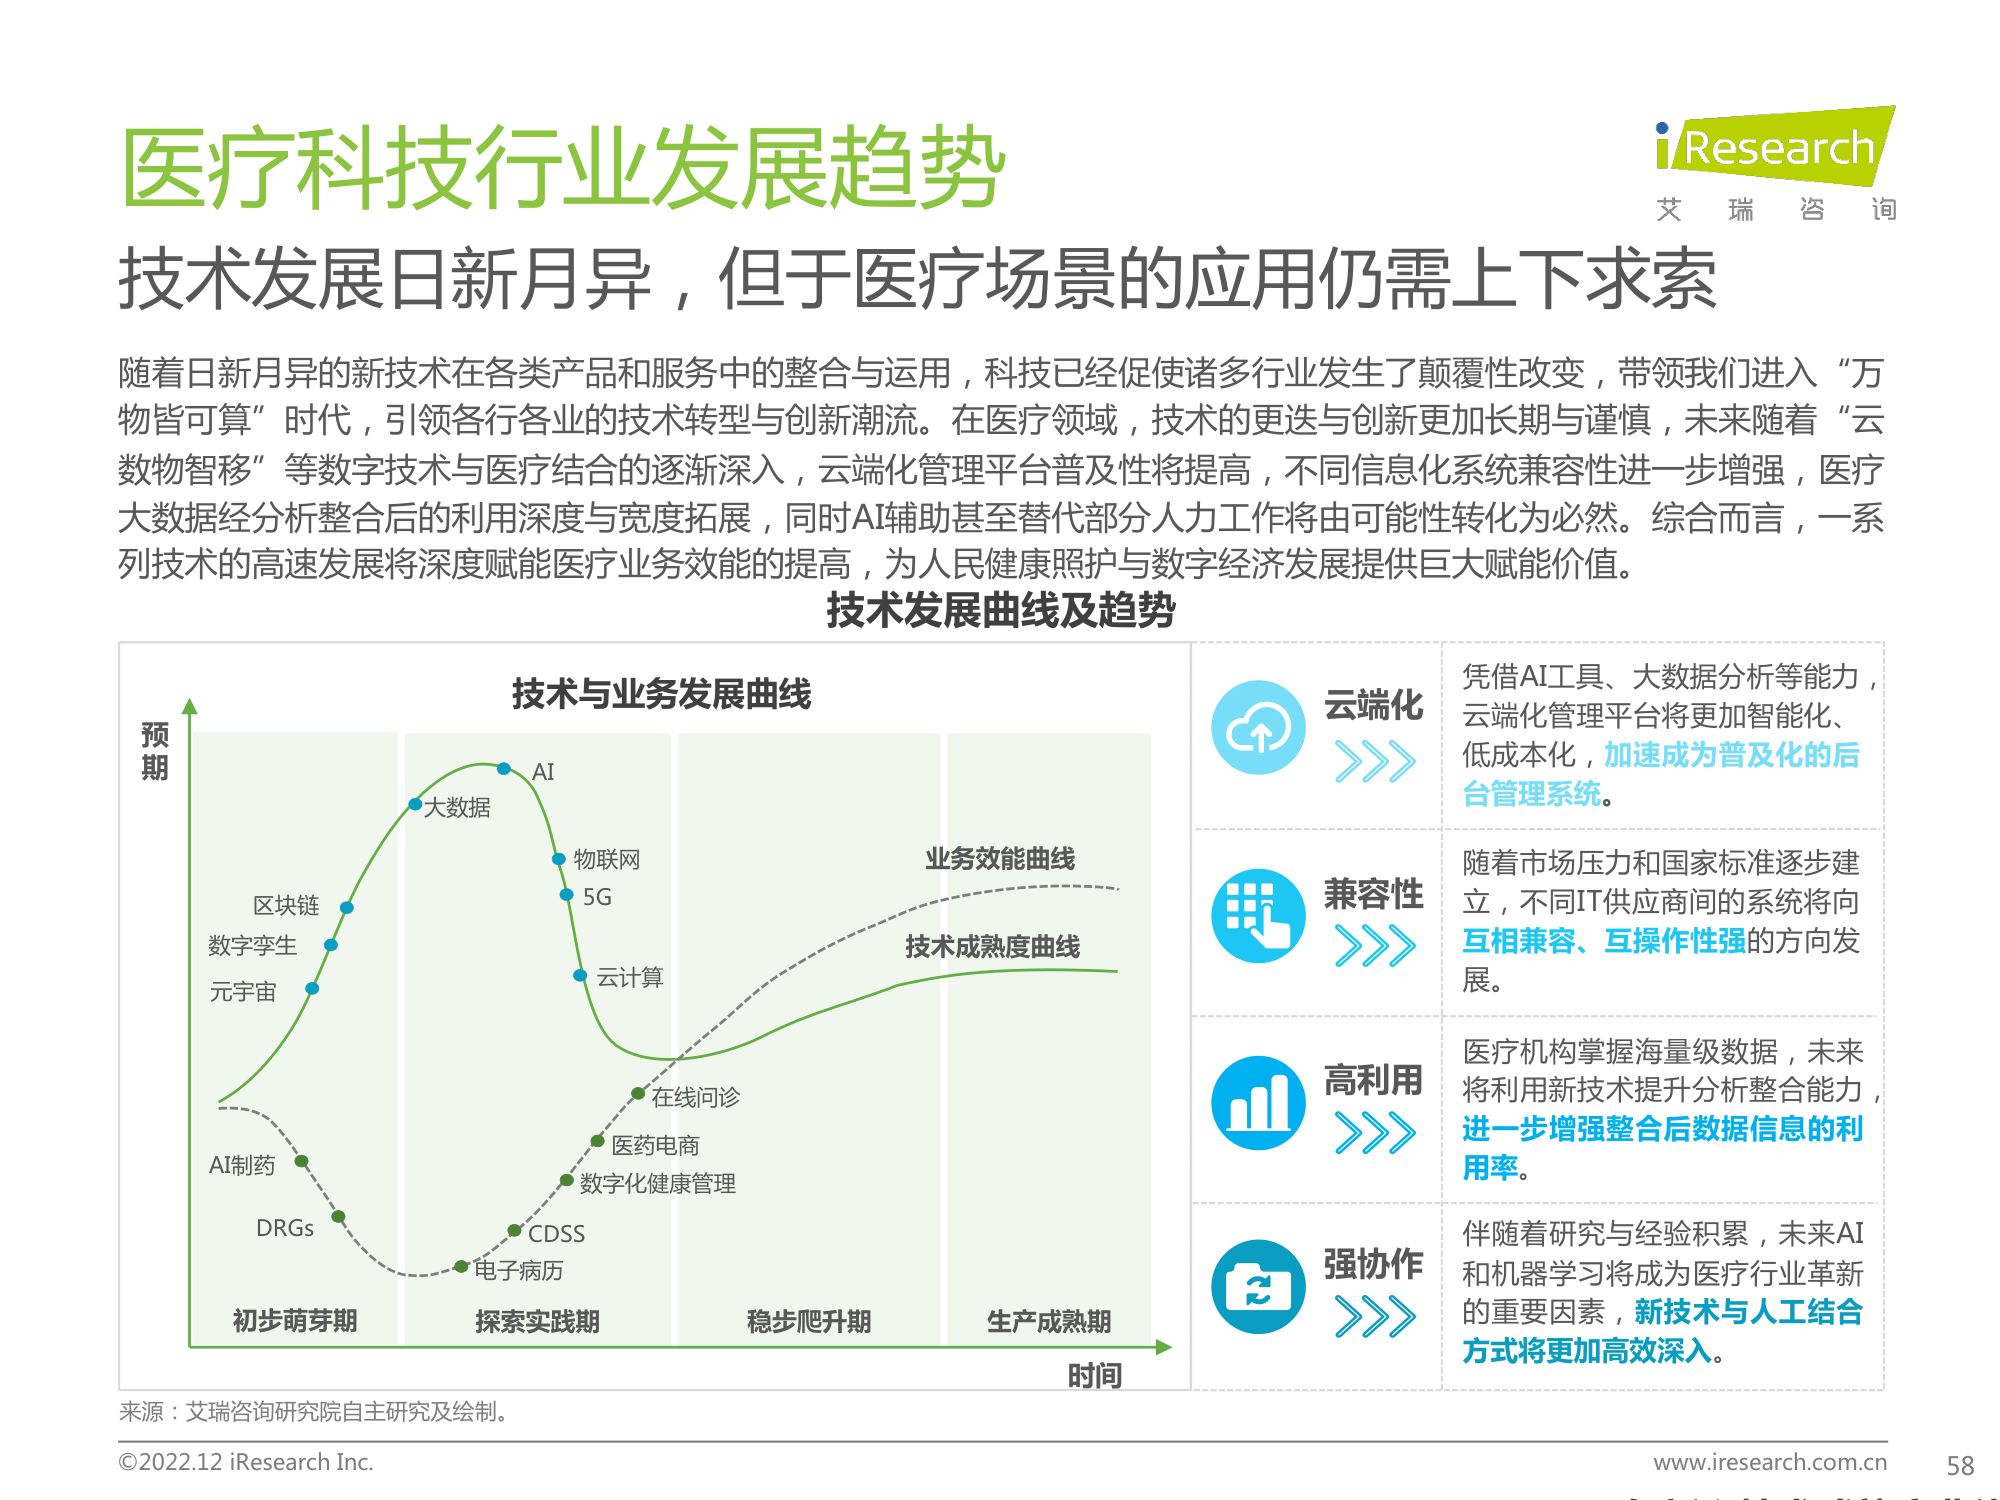 医疗科技行业发展趋势
iResearch
艾瑞咨询
技术发展日新月异，但于医疗场景的应用仍需上下求索
随着日新月异的新技术在各类产品和服务中的整合与运用，科技已经促使诸多行业发生了颠覆性改变，带领我们进入“万
物皆可算”时代，引领各行各业的技术转型与创新潮流。在医疗领域，技术的更迭与创新更加长期与谨慎，未来随着“云
数物智移”等数字技术与医疗结合的逐渐深入，云端化管理平台普及性将提高，不同信息化系统兼容性进一步增强，医疗
大数据经分析整合后的利用深度与宽度拓展，同时AI辅助甚至替代部分人力工作将由可能性转化为必然。综合而言，一系
列技术的高速发展将深度赋能医疗业务效能的提高，为人民健康照护与数字经济发展提供巨大赋能价值。
技术发展曲线及趋势
技术与业务发展曲线
预
期
AI
大数据
物联网
5G
区块链
数字孪生
元宇宙
云计算
业务效能曲线
技术成熟度曲线
在线问诊
医药电商
数字化健康管理
AI制药
DRGs
CDSS
电子病历
初步萌芽期
探索实践期
稳步爬升期
生产成熟期
时间
云端化
凭借AI工具、大数据分析等能力，
云端化管理平台将更加智能化、
低成本化，加速成为普及化的后
台管理系统。
兼容性
随着市场压力和国家标准逐步建
立，不同IT供应商间的系统将向
互相兼容、互操作性强的方向发
展。
高利用
医疗机构掌握海量级数据，未来
将利用新技术提升分析整合能力，
进一步增强整合后数据信息的利
用率。
强协作
伴随着研究与经验积累，未来AI
和机器学习将成为医疗行业革新
的重要因素，新技术与人工结合
方式将更加高效深入。
来源：艾瑞咨询研究院自主研究及绘制。
©2022.12 iResearch Inc.
www.iresearch.com.cn
58